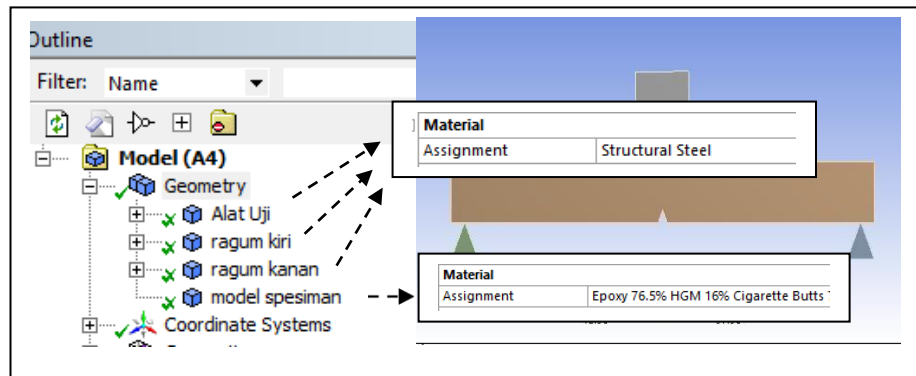 Outline
Filter: Name
Model (A4)
Geometry
Alat Uji
ragum kiri
ragum kanan
model spesiman
Coordinate Systems
Material
Assignment Structural Steel
Material
Assignment Epoxy 76.5% HGM 16% Cigarette Butts